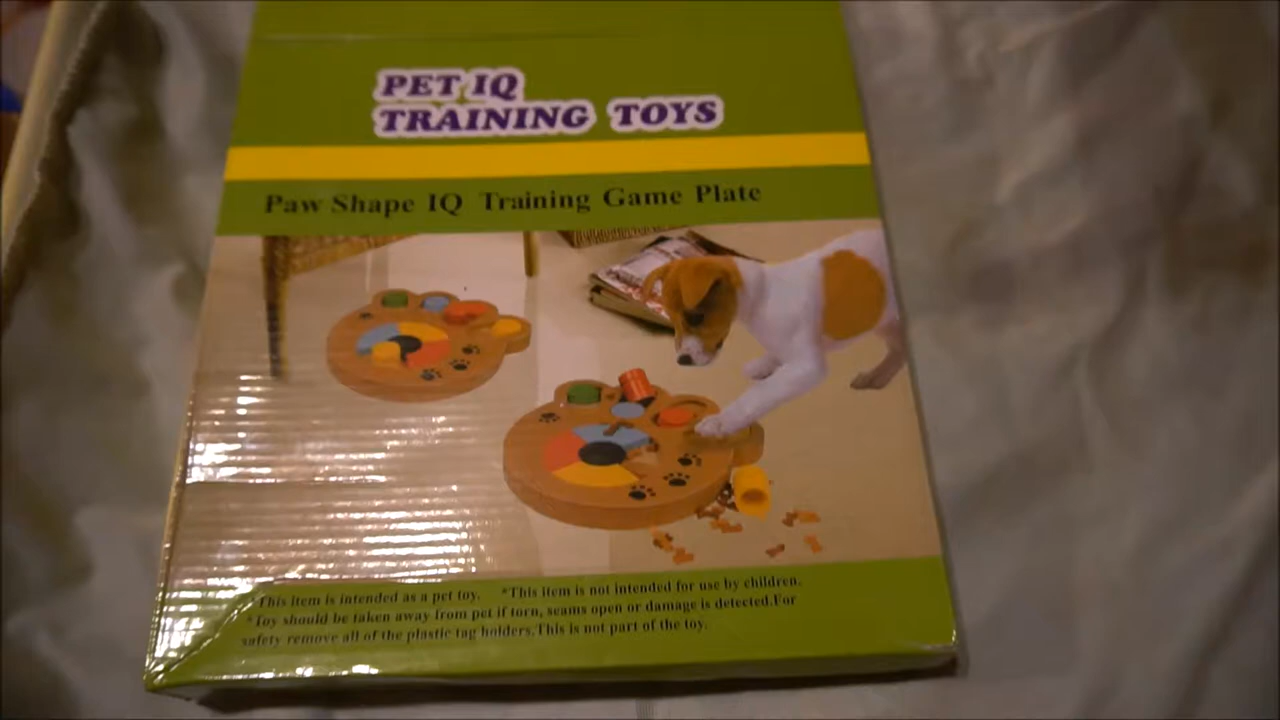 PET IQ
TRAINING TOYS
Paw Shape IQ Training Game Plate
*This item is intended as a pet toy. *This item is not intended for use by children.
*Toy should be taken away from pet if torn, seams open or damage is detected.For
safety remove all of the plastic tag holders.This is not part of the toy.